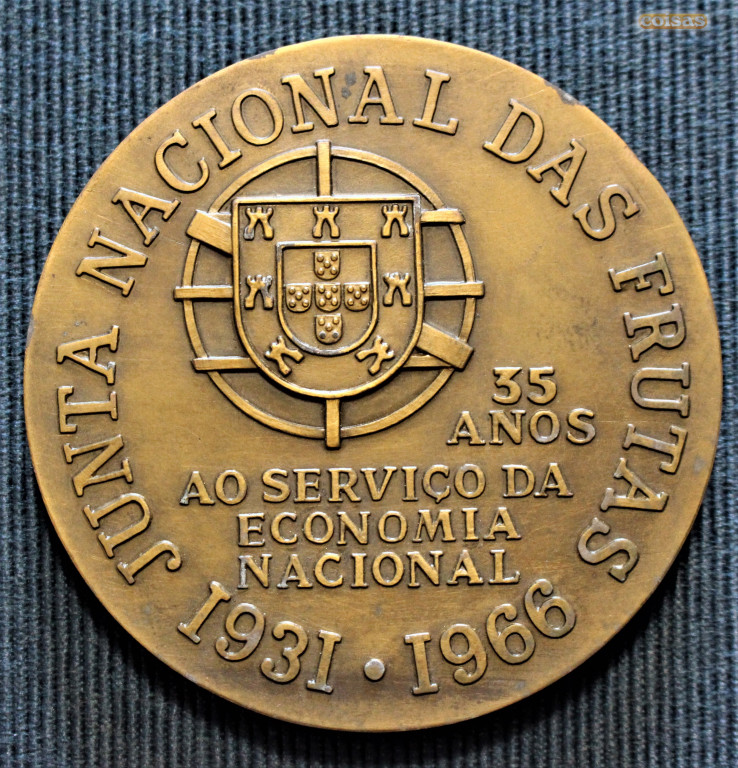 JUNTA NACIONAL DAS FRUTAS
35
ANOS
AO SERVIÇO DA
ECONOMIA
NACIONAL
1931 • 1966
coisas